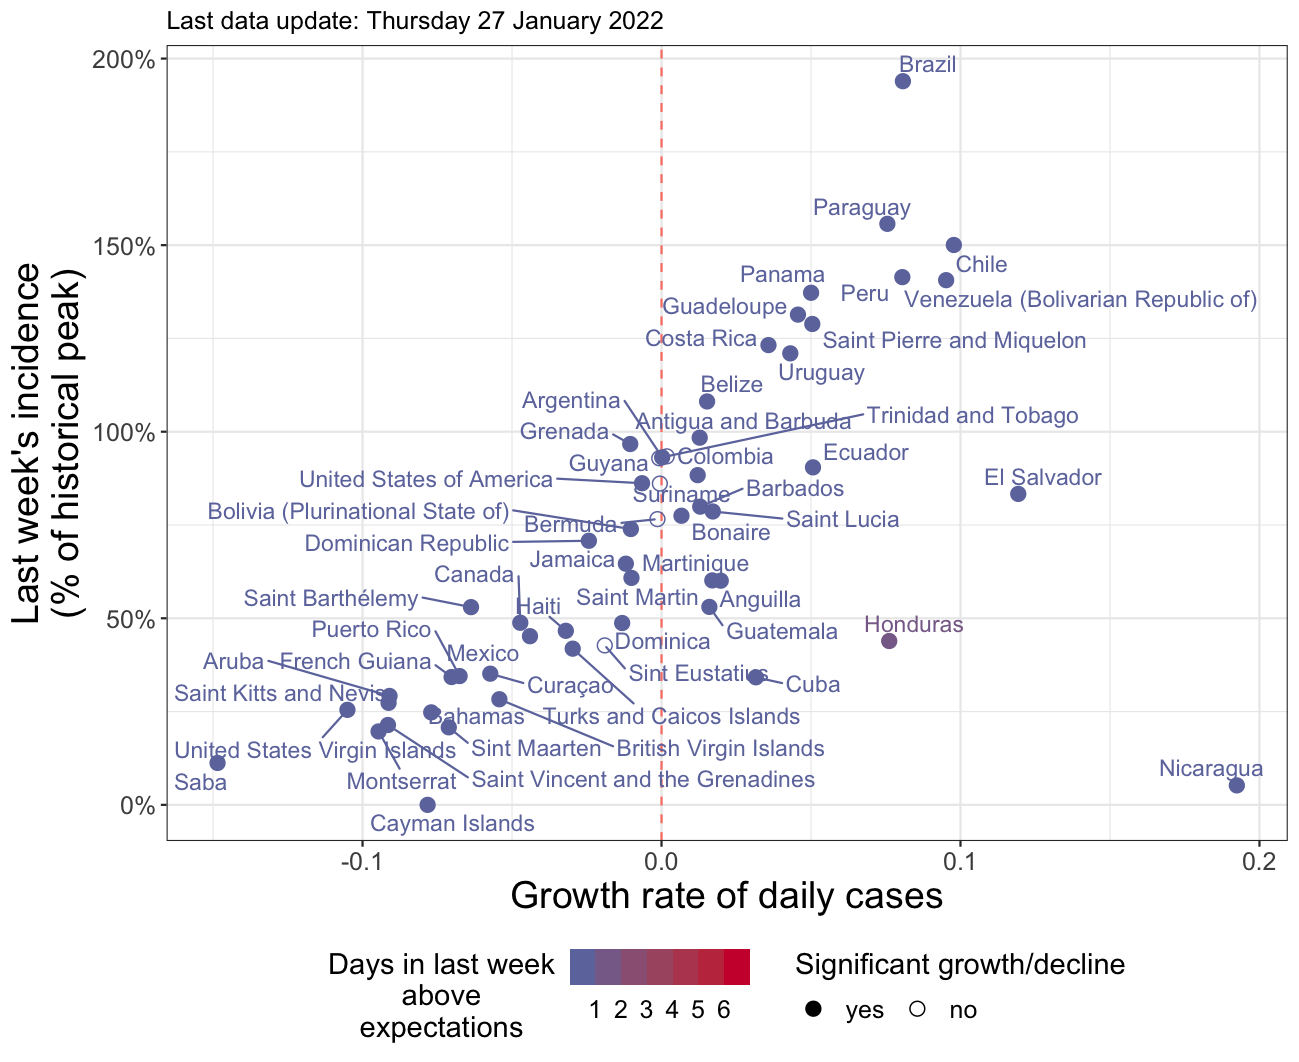 Last data update: Thursday 27 January 2022
Last week's incidence
(% of historical peak)
200%
150%
100%
50%
0%
Brazil
Paraguay
Chile
Panama
Peru
Venezuela (Bolivarian Republic of)
Guadeloupe
Costa Rica
Saint Pierre and Miquelon
Uruguay
Belize
Argentina
Antigua and Barbuda
Trinidad and Tobago
Grenada
Guyana
Colombia
Ecuador
United States of America
El Salvador
Suriname
Barbados
Bolivia (Plurinational State of)
Bermuda
Saint Lucia
Bonaire
Dominican Republic
Jamaica
Martinique
Canada
Saint Barthélemy
Haiti
Saint Martin
Anguilla
Puerto Rico
Guatemala
Honduras
Dominica
Aruba
French Guiana
Mexico
Sint Eustatius
Cuba
Saint Kitts and Nevis
Curaçao
Bahamas
Turks and Caicos Islands
United States Virgin Islands
Sint Maarten
British Virgin Islands
Saba
Montserrat
Saint Vincent and the Grenadines
Nicaragua
Cayman Islands
-0.1
0.0
0.1
0.2
Growth rate of daily cases
Days in last week
above
expectations
1 2 3 4 5 6
Significant growth/decline
yes
no